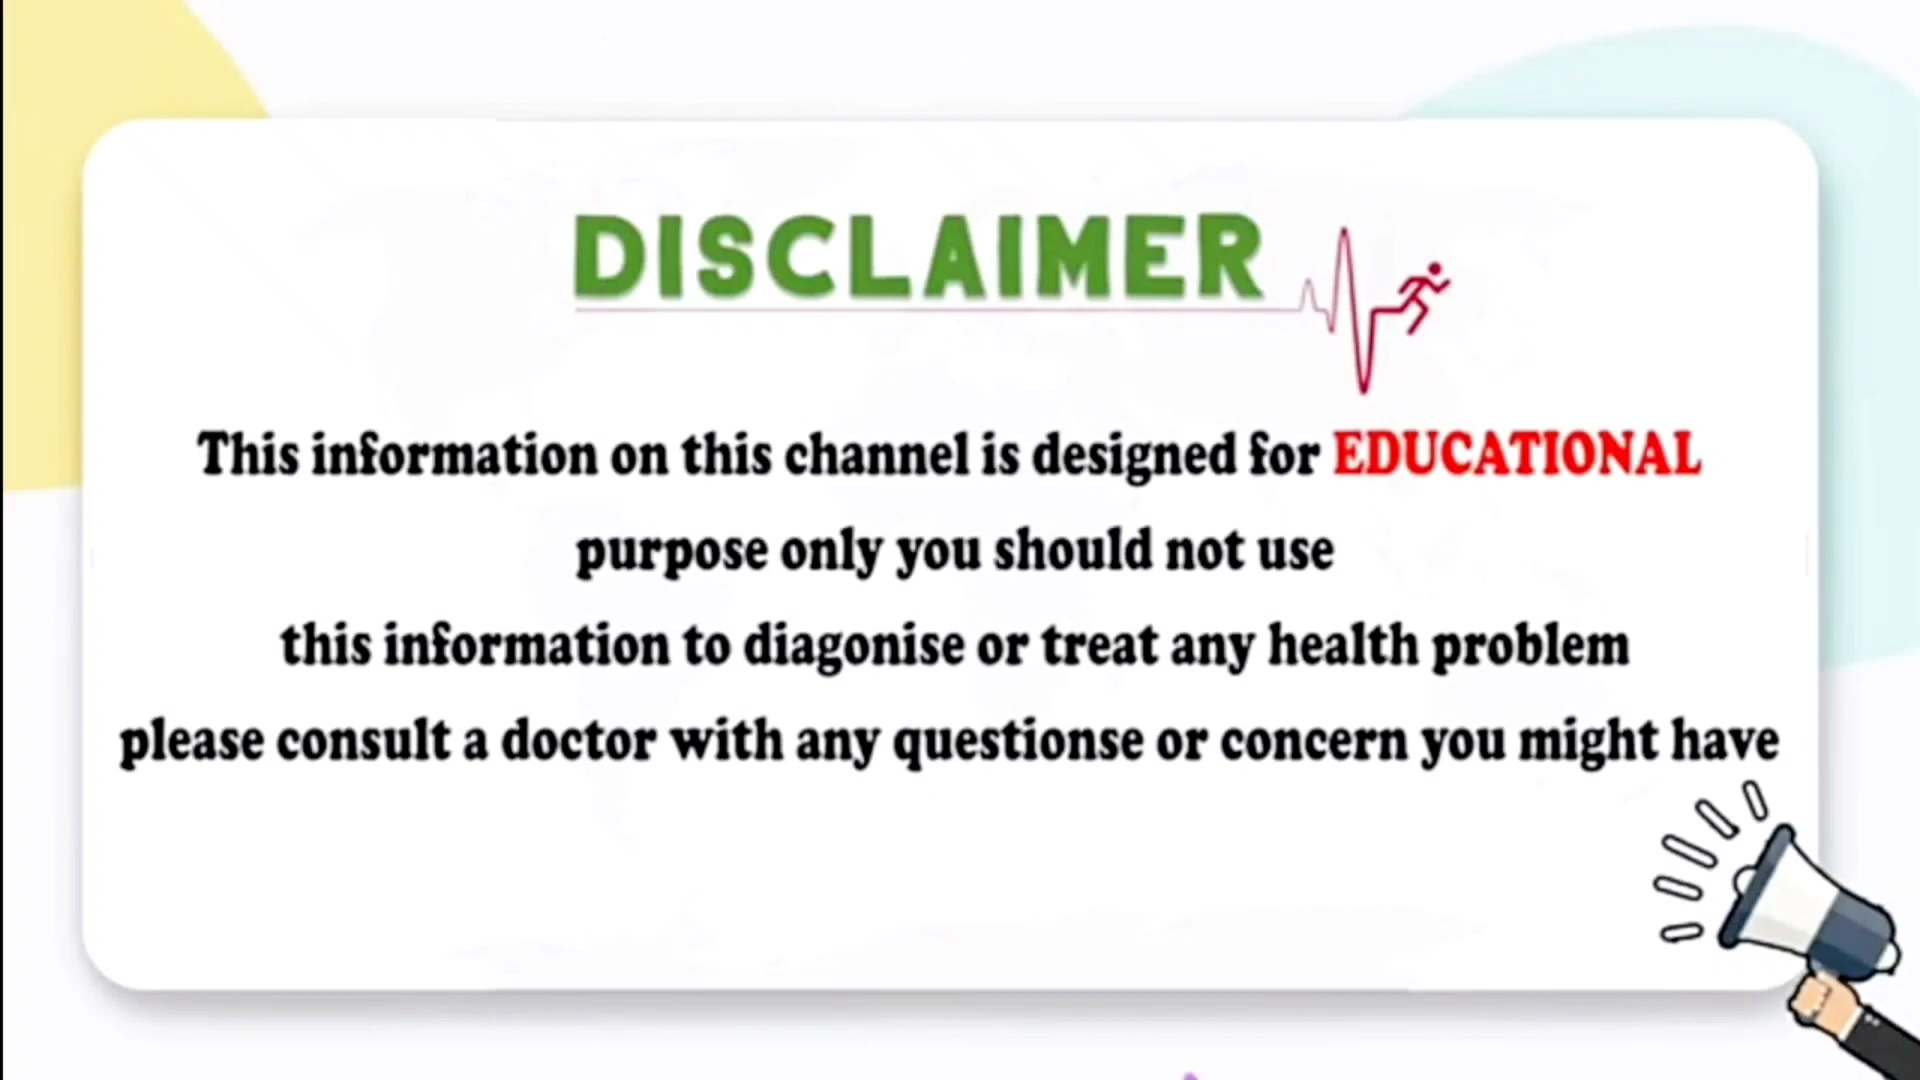 DISCLAIMER
This information on this channel is designed for EDUCATIONAL
purpose only you should not use
this information to diagonise or treat any health problem
please consult a doctor with any questionse or concern you might have